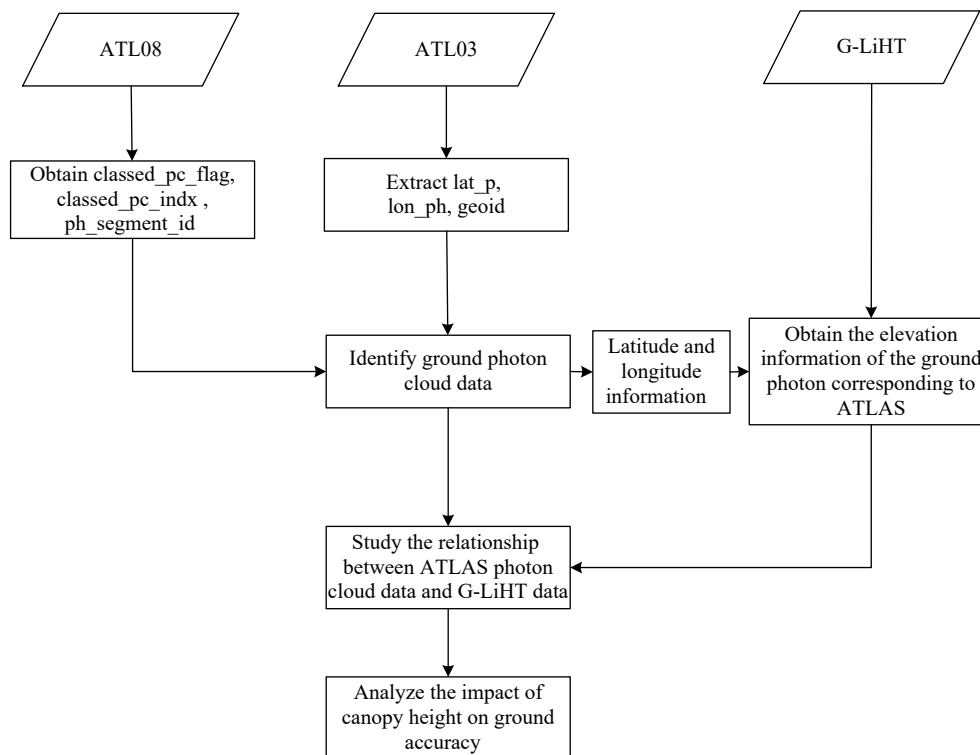 ATL08
ATL03
G-LiHT
Obtain classed_pc_flag,
classed_pc_indx ,
ph_segment_id
Extract lat_p,
lon_ph, geoid
Identify ground photon
cloud data
Latitude and
longitude
information
Obtain the elevation
information of the ground
photon corresponding to
ATLAS
Study the relationship
between ATLAS photon
cloud data and G-LiHT data
Analyze the impact of
canopy height on ground
accuracy